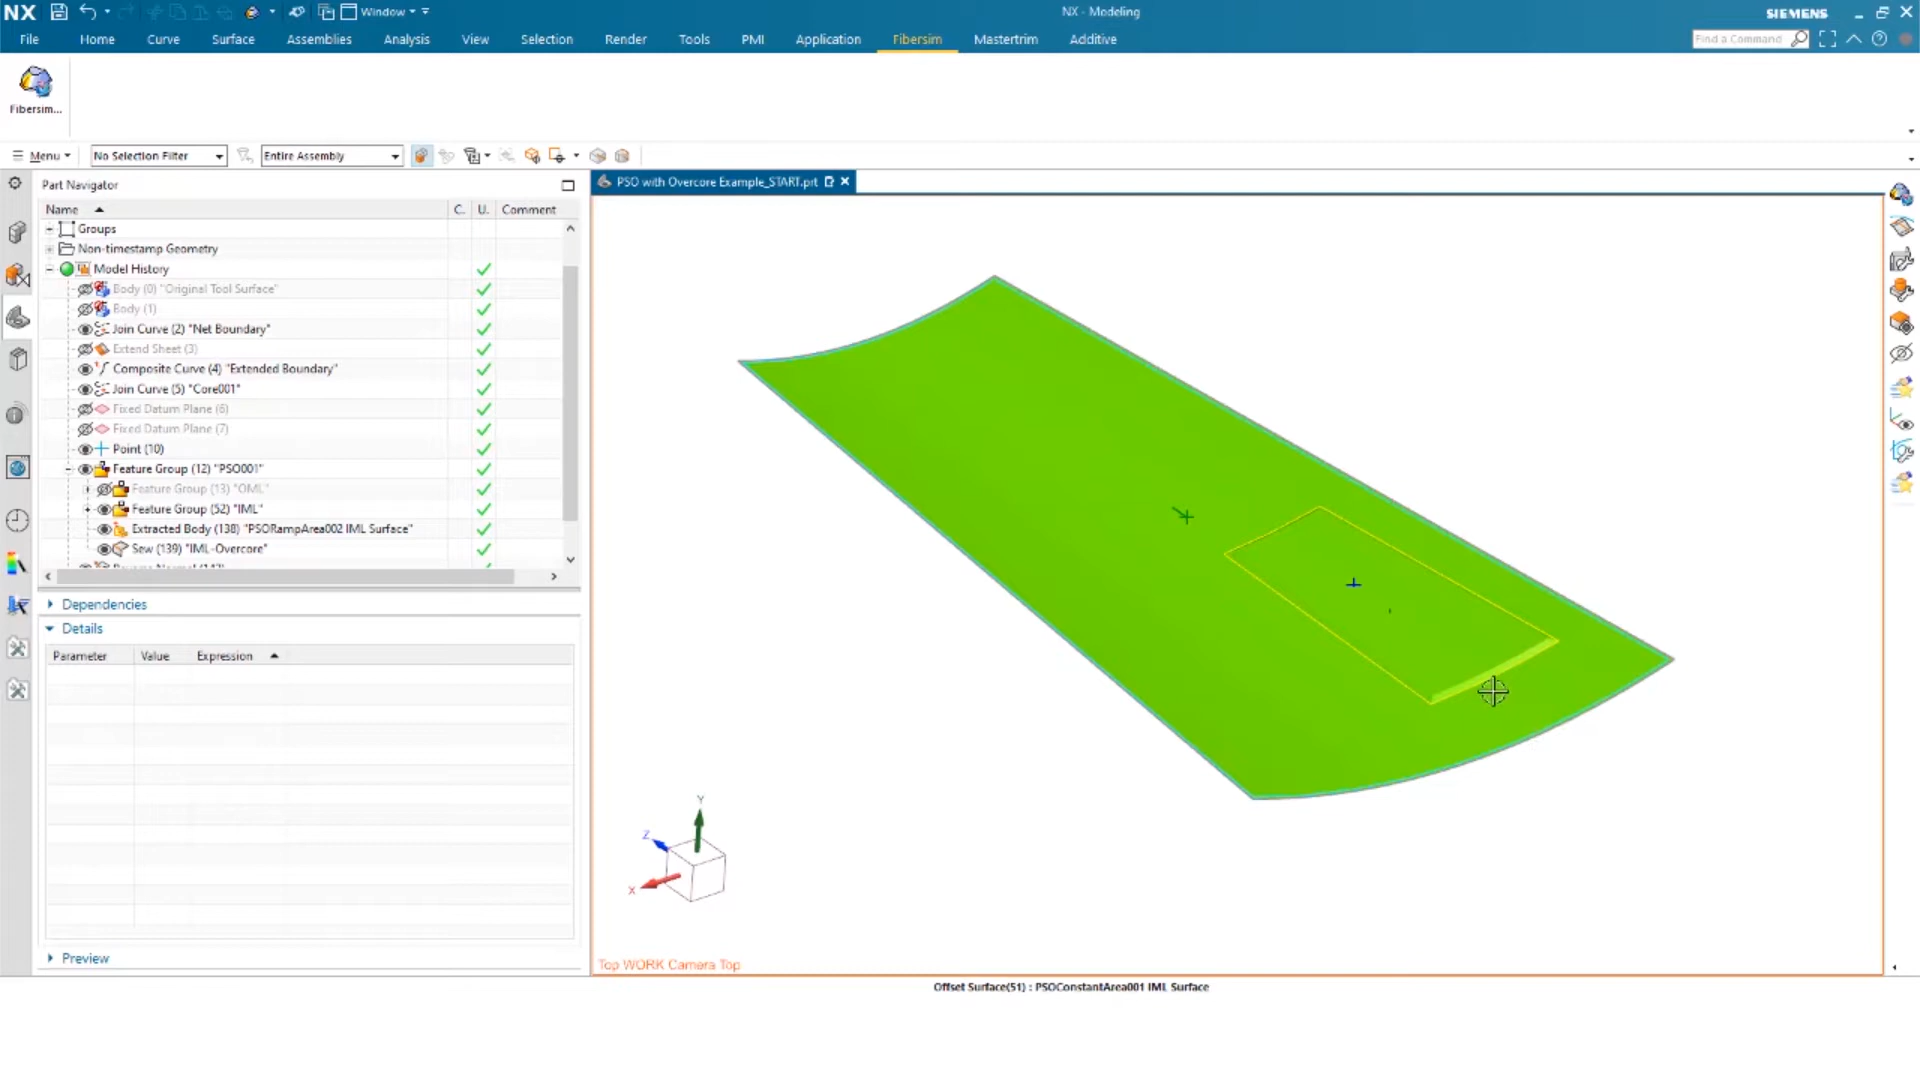 NX Window NX - Modeling SIEMENS
File Home Curve Surface Assemblies Analysis View Selection Render Tools PMI Application Fibersim Mastertrim Additive Find a Command
Fibersim...
Menu No Selection Filter Entire Assembly
Part Navigator
PSO with Overcore Example_START.prt
Name C. U. Comment
Groups
Non-timestamp Geometry
Model History
Body (0) "Original Tool Surface"
Body (1)
Join Curve (2) "Net Boundary"
Extend Sheet (3)
Composite Curve (4) "Extended Boundary"
Join Curve (5) "Core001"
Fixed Datum Plane (6)
Fixed Datum Plane (7)
Point (10)
Feature Group (12) "PSO001"
Feature Group (13) "OML"
Feature Group (52) "IML"
Extracted Body (138) "PSORampArea002 IML Surface"
Sew (139) "IML-Overcore"
Dependencies
Details
Parameter Value Expression
Preview
Y
Z
X
Top WORK Camera Top
Offset Surface(51) : PSOConstantArea001 IML Surface